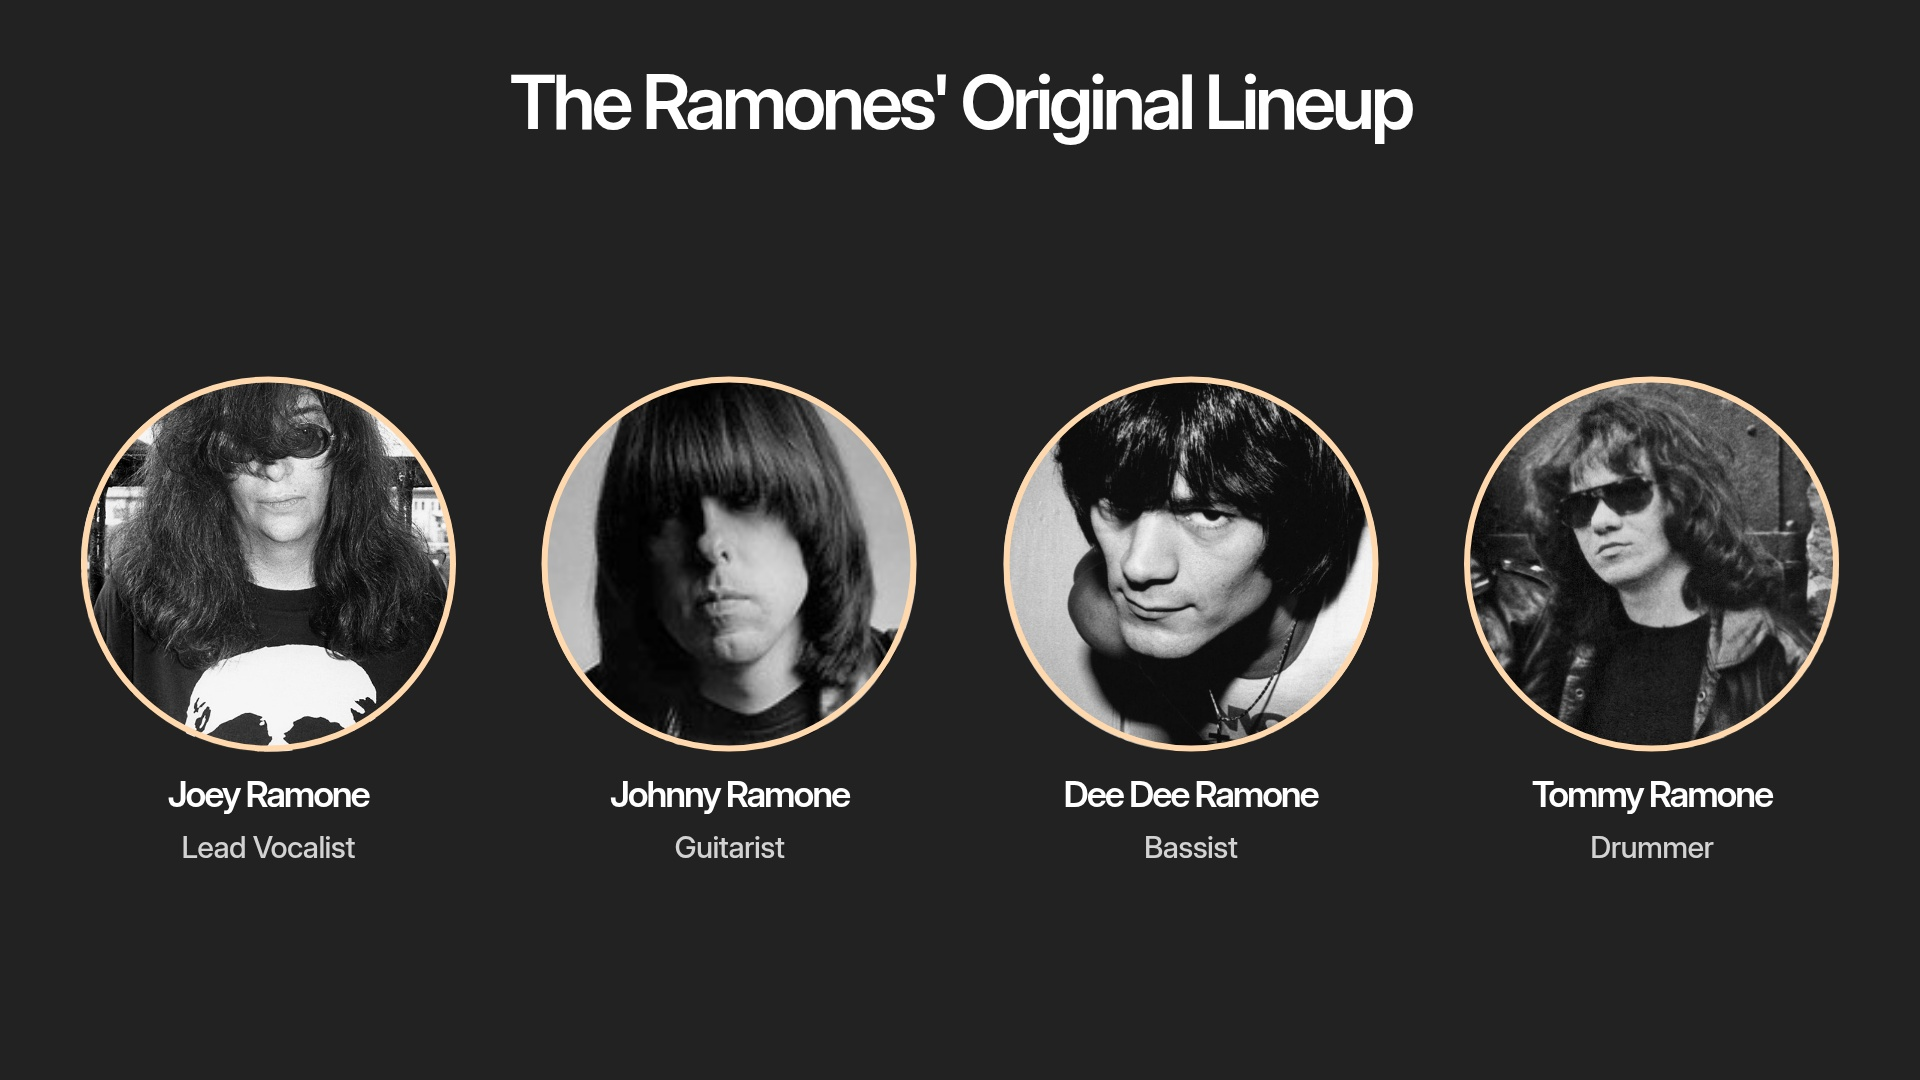 The Ramones' Original Lineup
Joey Ramone
Lead Vocalist
Johnny Ramone
Guitarist
Dee Dee Ramone
Bassist
Tommy Ramone
Drummer